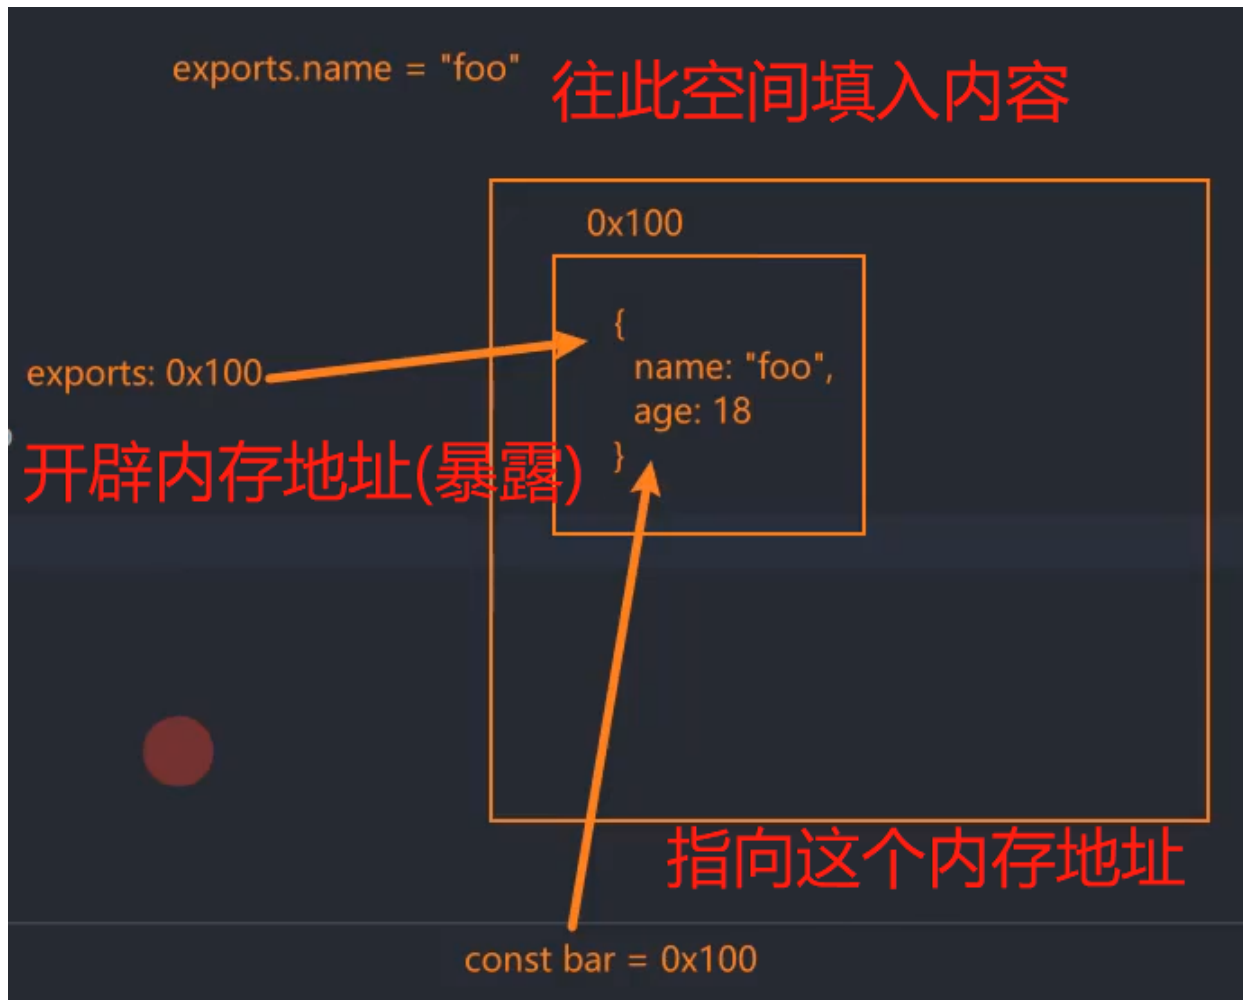 exports.name = "foo"
往此空间填入内容
0x100
{
name: "foo",
age: 18
}
exports: 0x100
开辟内存地址(暴露)
指向这个内存地址
const bar = 0x100